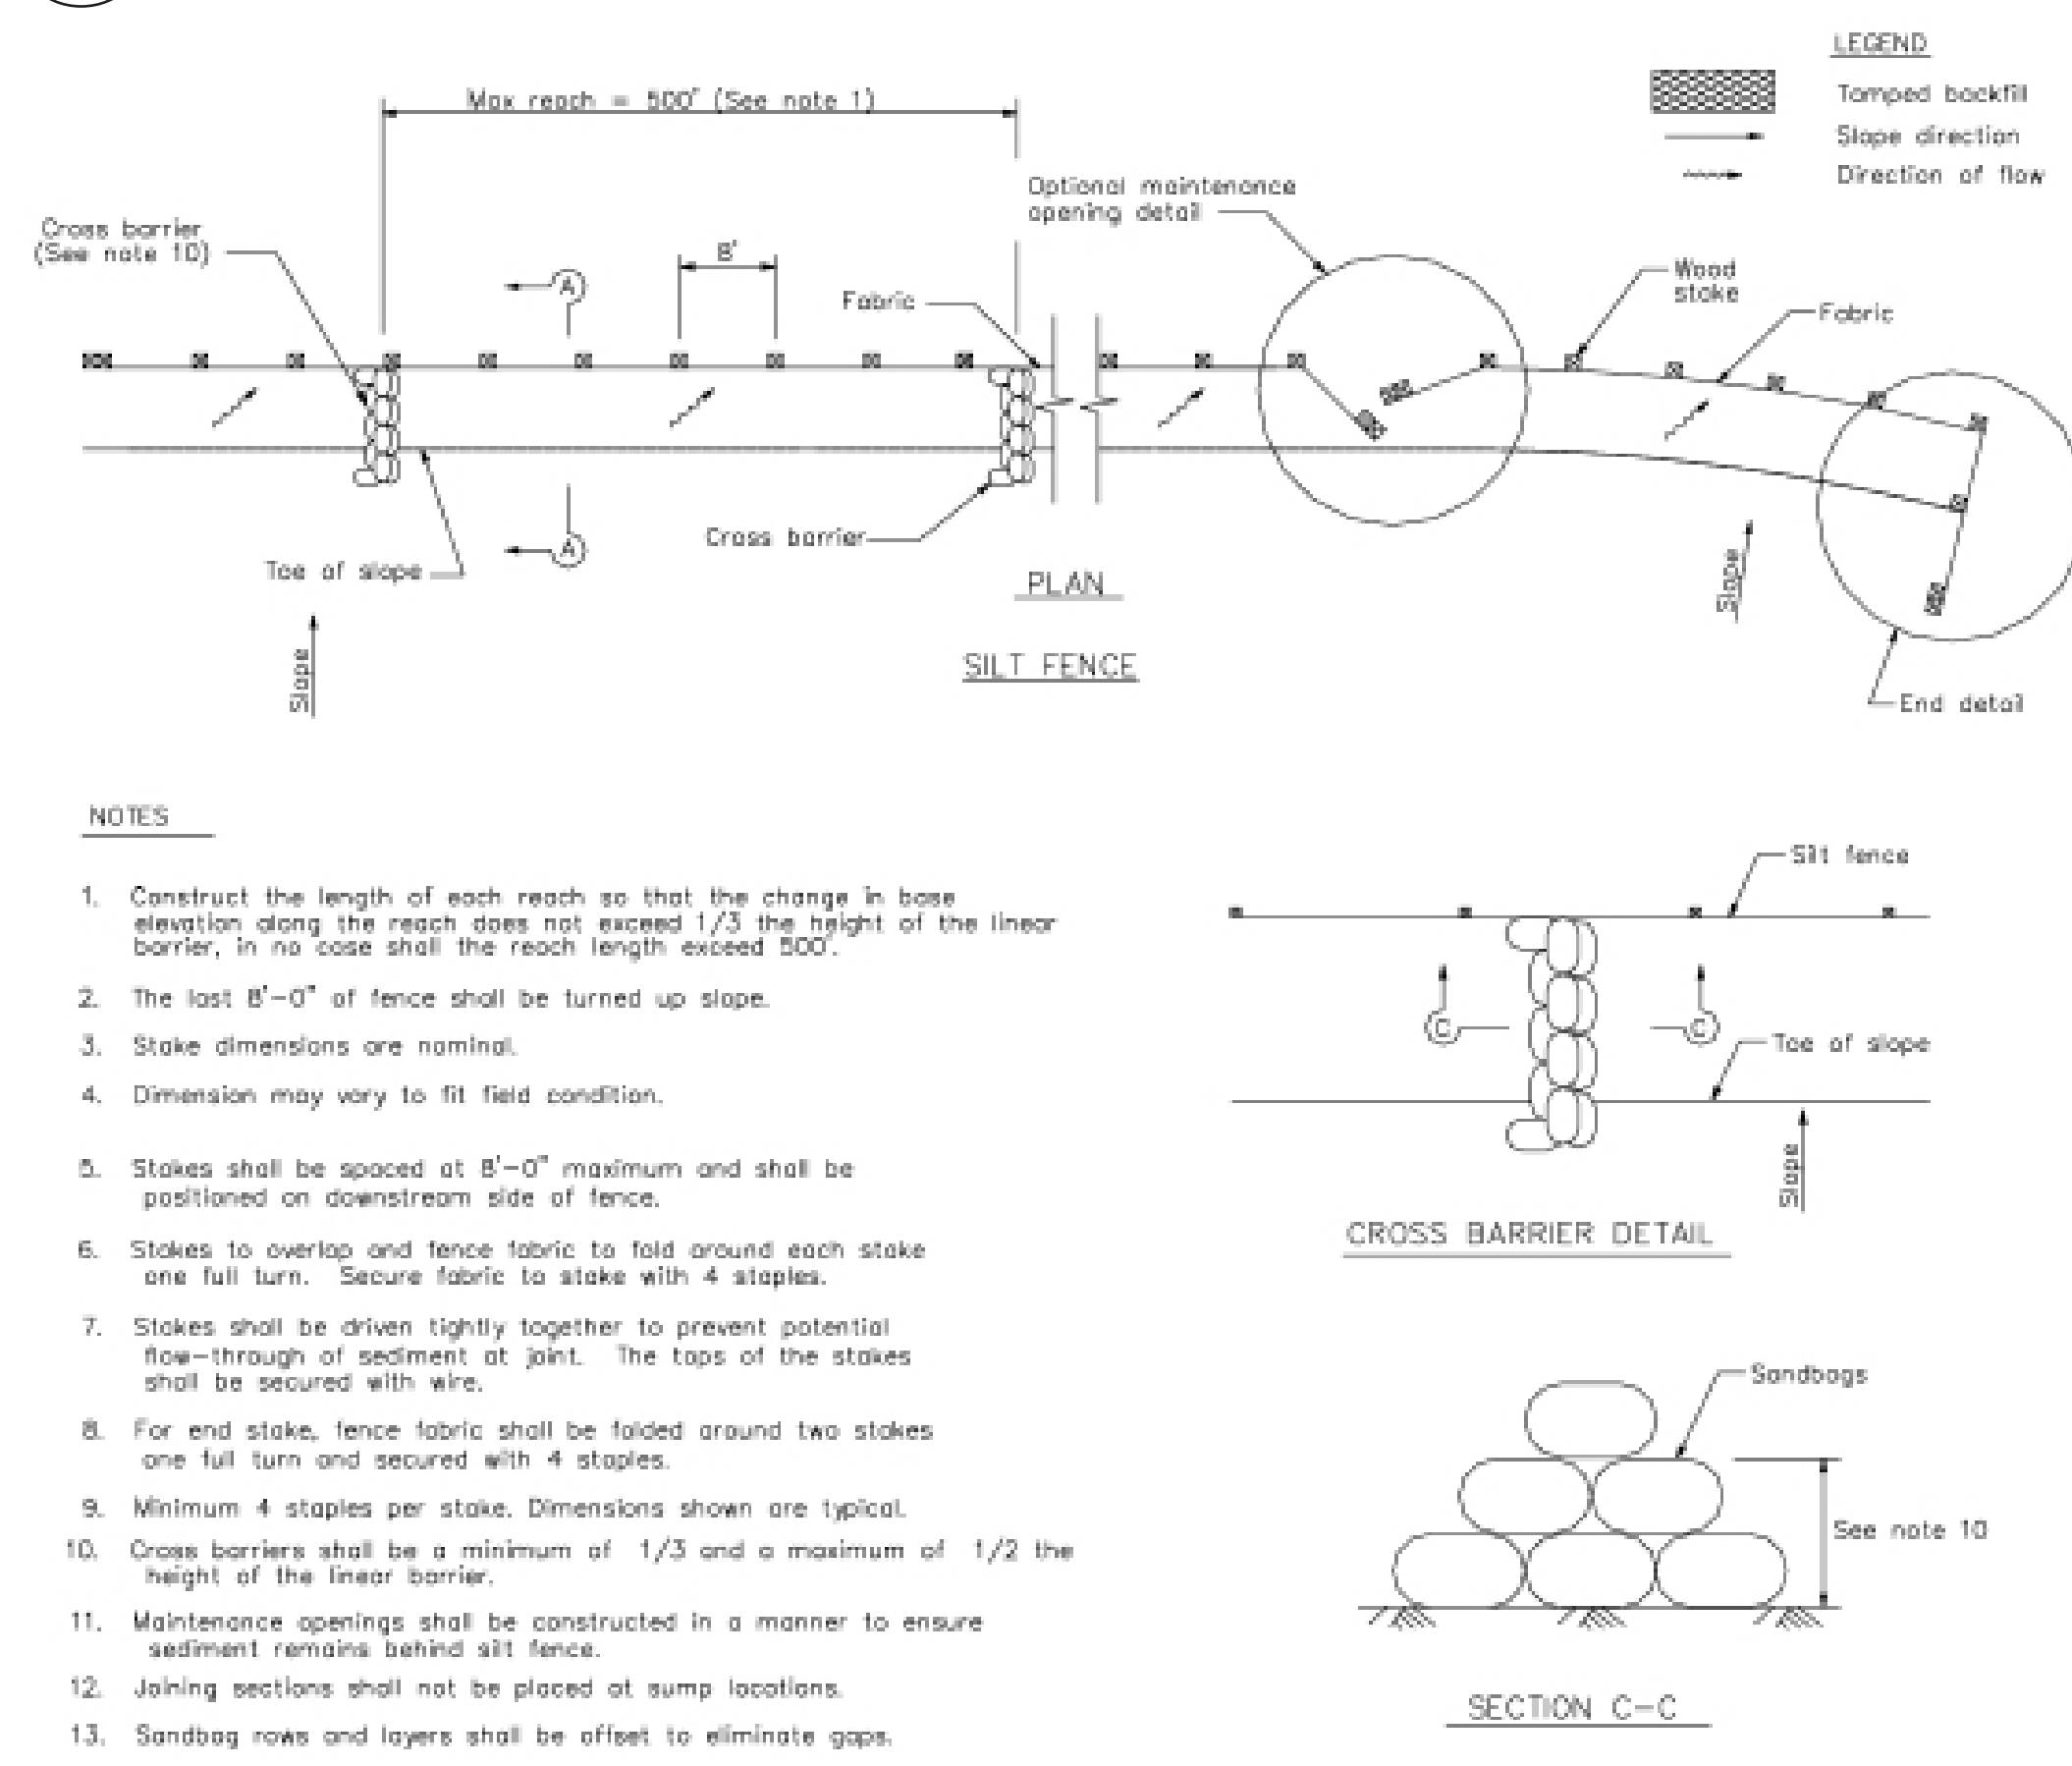 LEGEND
Tamped backfill
Slope direction
Direction of flow
Max reach = 500' (See note 1)
Optional maintenance
opening detail
Cross barrier
(See note 10)
8'
A
Fabric
Wood
stake
Fabric
Cross barrier
A
Toe of slope
PLAN
Slope
Slope
SILT FENCE
End detail
NOTES
1. Construct the length of each reach so that the change in base
elevation along the reach does not exceed 1/3 the height of the linear
barrier, in no case shall the reach length exceed 500'.
2. The last 8'-0" of fence shall be turned up slope.
3. Stake dimensions are nominal.
4. Dimension may vary to fit field condition.
5. Stakes shall be spaced at 8'-0" maximum and shall be
positioned on downstream side of fence.
6. Stakes to overlap and fence fabric to fold around each stake
one full turn. Secure fabric to stake with 4 staples.
7. Stakes shall be driven tightly together to prevent potential
flow-through of sediment at joint. The tops of the stakes
shall be secured with wire.
8. For end stake, fence fabric shall be folded around two stakes
one full turn and secured with 4 staples.
9. Minimum 4 staples per stake. Dimensions shown are typical.
10. Cross barriers shall be a minimum of 1/3 and a maximum of 1/2 the
height of the linear barrier.
11. Maintenance openings shall be constructed in a manner to ensure
sediment remains behind silt fence.
12. Joining sections shall not be placed at sump locations.
13. Sandbag rows and layers shall be offset to eliminate gaps.
Silt fence
C
C
Toe of slope
Slope
CROSS BARRIER DETAIL
Sandbags
See note 10
SECTION C-C